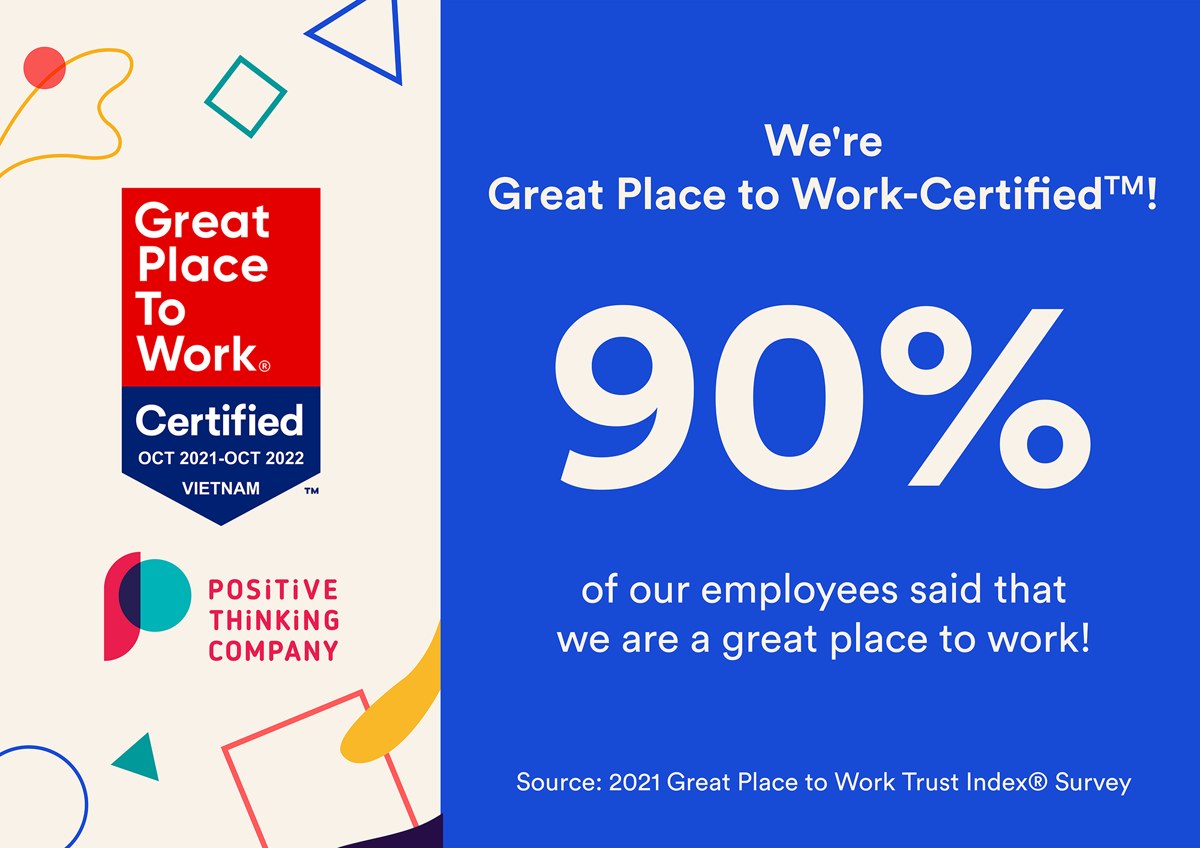 Great
Place
To
Work®
Certified
OCT 2021-OCT 2022
VIETNAM
TM
POSiTiVE
THiNKiNG
COMPANY
We're
Great Place to Work-Certified™!
90%
of our employees said that
we are a great place to work!
Source: 2021 Great Place to Work Trust Index® Survey